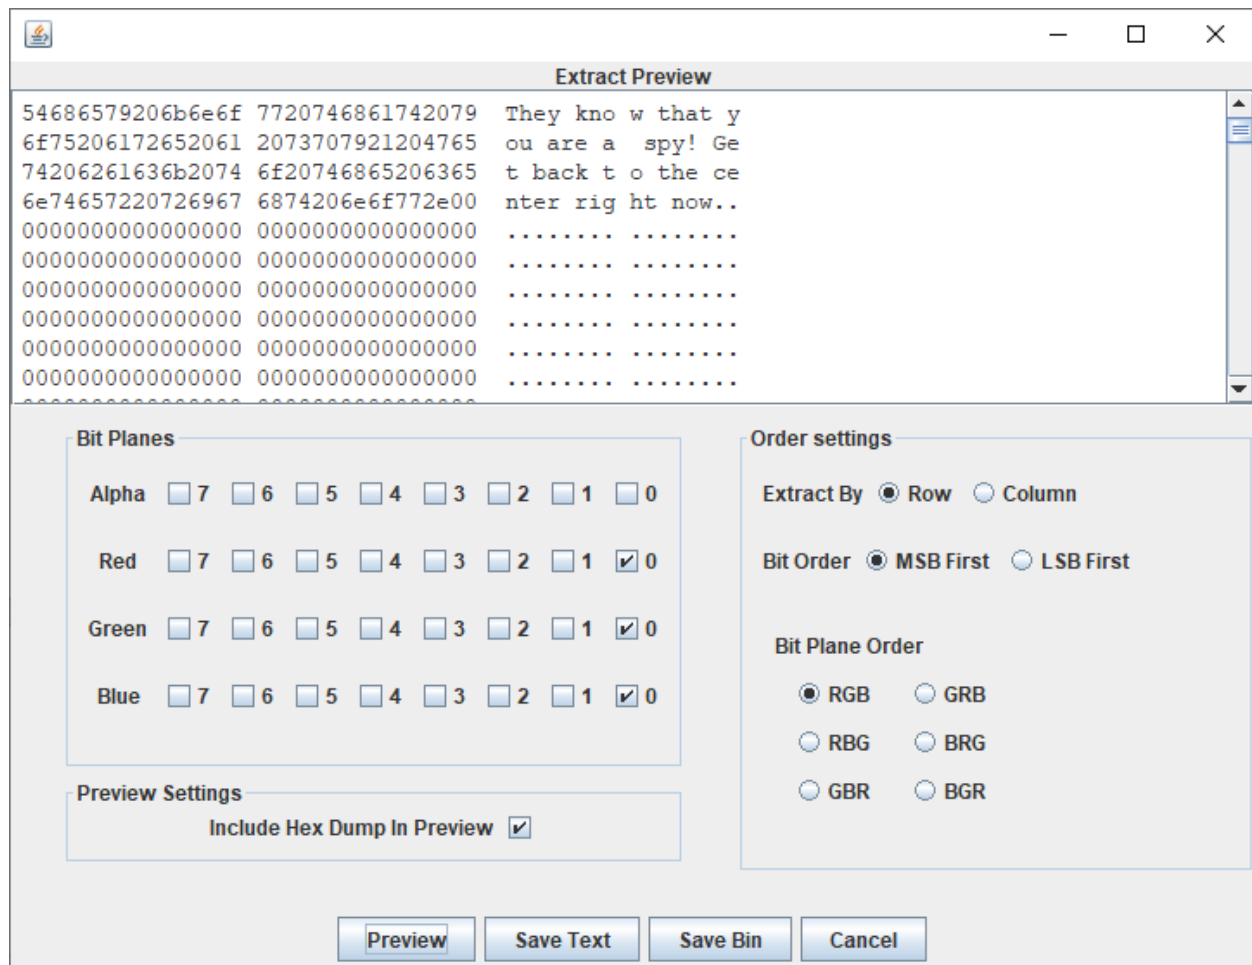 Extract Preview
54686579206b6e6f 7720746861742079 They kno w that y
6f75206172652061 2073707921204765 ou are a  spy! Ge
74206261636b2074 6f20746865206365 t back t o the ce
6e74657220726967 6874206e6f772e00 nter rig ht now..
0000000000000000 0000000000000000 ........ ........
0000000000000000 0000000000000000 ........ ........
0000000000000000 0000000000000000 ........ ........
0000000000000000 0000000000000000 ........ ........
0000000000000000 0000000000000000 ........ ........
0000000000000000 0000000000000000 ........ ........
Bit Planes
Alpha 7 6 5 4 3 2 1 0
Red 7 6 5 4 3 2 1 0
Green 7 6 5 4 3 2 1 0
Blue 7 6 5 4 3 2 1 0
Preview Settings
Include Hex Dump In Preview
Order settings
Extract By Row Column
Bit Order MSB First LSB First
Bit Plane Order
RGB GRB
RBG BRG
GBR BGR
Preview Save Text Save Bin Cancel